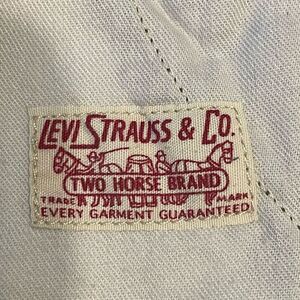 LEVI STRAUSS & CO.
TWO HORSE BRAND
TRADE MARK
EVERY GARMENT GUARANTEED